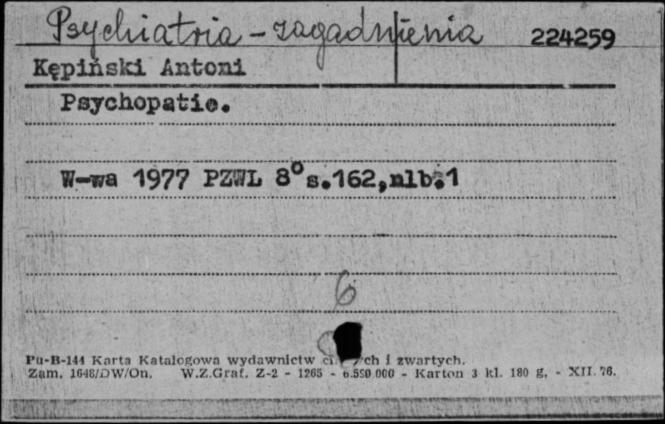 Psychiatria - zagadnienia 224259
Kępiński Antoni
Psychopatie.
W-wa 1977 PZWL 8° s.162,nlb.1
6
Pu-B-144 Karta Katalogowa wydawnictw i zwartych.
Zam. 1648/DW/On. W.Z.Graf. Z-2 - 1265 - 6.550 000 - Karton 3 kl. 180 g. - XII. 76.